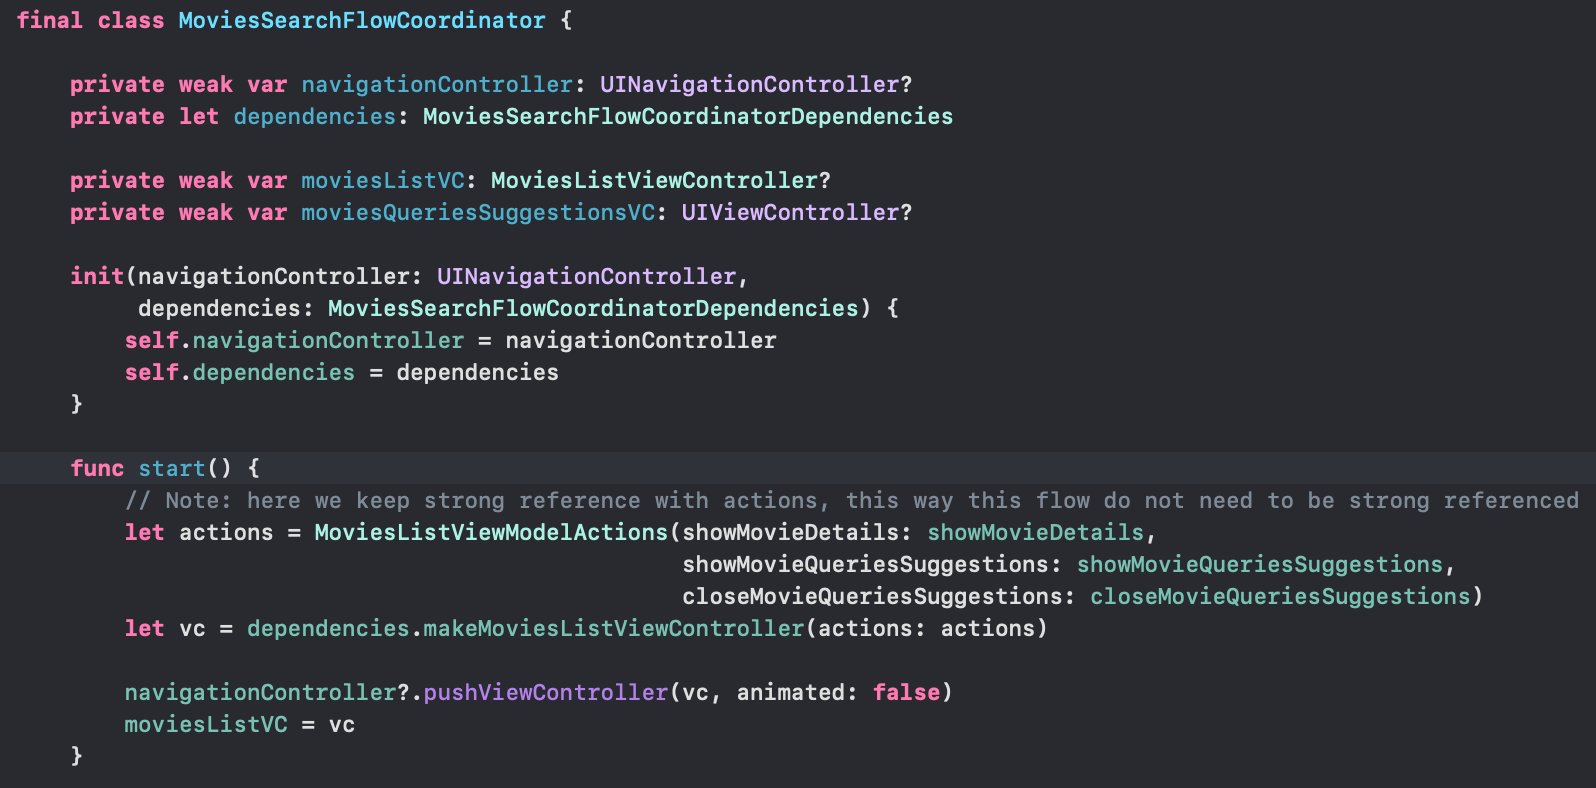 final class MoviesSearchFlowCoordinator {
private weak var navigationController: UINavigationController?
private let dependencies: MoviesSearchFlowCoordinatorDependencies
private weak var moviesListVC: MoviesListViewController?
private weak var moviesQueriesSuggestionsVC: UIViewController?
init(navigationController: UINavigationController,
dependencies: MoviesSearchFlowCoordinatorDependencies) {
self.navigationController = navigationController
self.dependencies = dependencies
}
func start() {
// Note: here we keep strong reference with actions, this way this flow do not need to be strong referenced
let actions = MoviesListViewModelActions(showMovieDetails: showMovieDetails,
showMovieQueriesSuggestions: showMovieQueriesSuggestions,
closeMovieQueriesSuggestions: closeMovieQueriesSuggestions)
let vc = dependencies.makeMoviesListViewController(actions: actions)
navigationController?.pushViewController(vc, animated: false)
moviesListVC = vc
}